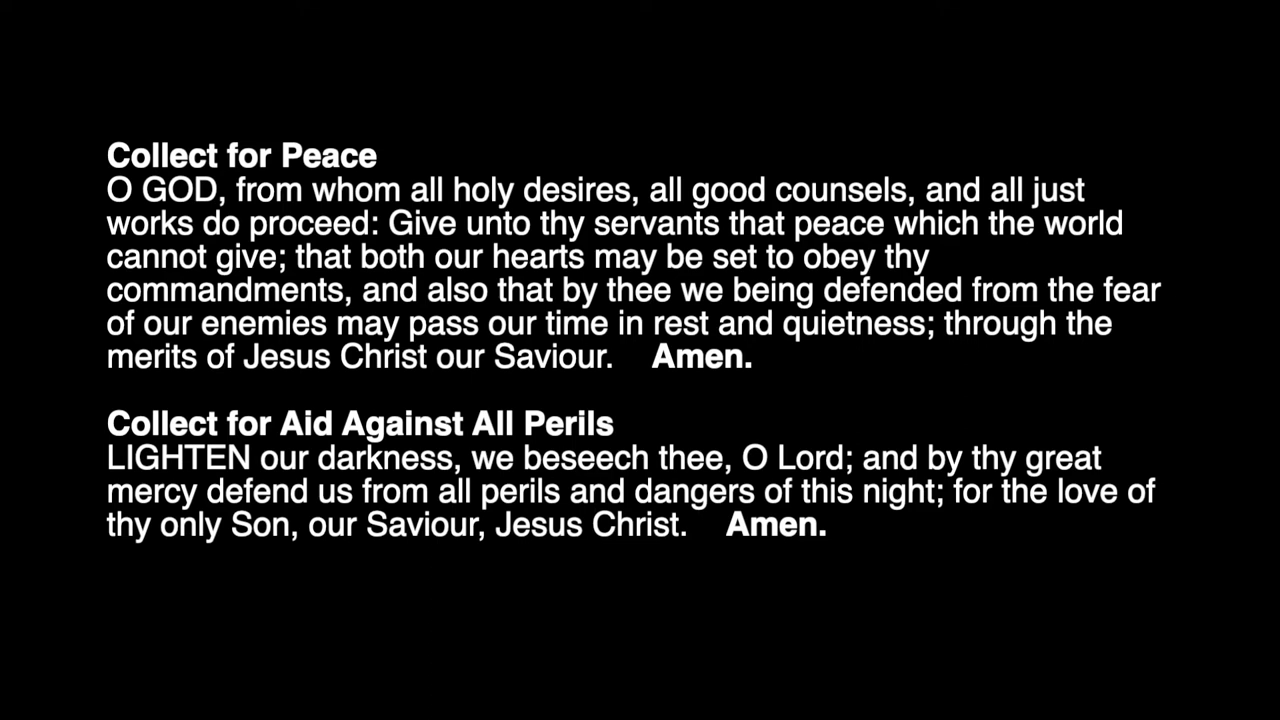 Collect for Peace
O GOD, from whom all holy desires, all good counsels, and all just
works do proceed: Give unto thy servants that peace which the world
cannot give; that both our hearts may be set to obey thy
commandments, and also that by thee we being defended from the fear
of our enemies may pass our time in rest and quietness; through the
merits of Jesus Christ our Saviour. Amen.
Collect for Aid Against All Perils
LIGHTEN our darkness, we beseech thee, O Lord; and by thy great
mercy defend us from all perils and dangers of this night; for the love of
thy only Son, our Saviour, Jesus Christ. Amen.